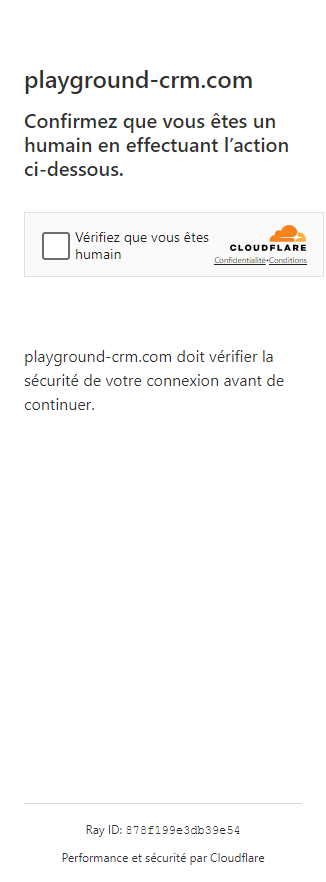 playground-crm.com
Confirmez que vous êtes un
humain en effectuant l’action
ci-dessous.
Vérifiez que vous êtes
humain
CLOUDFLARE
Confidentialité•Conditions
playground-crm.com doit vérifier la
sécurité de votre connexion avant de
continuer.
Ray ID: 878f199e3db39e54
Performance et sécurité par Cloudflare